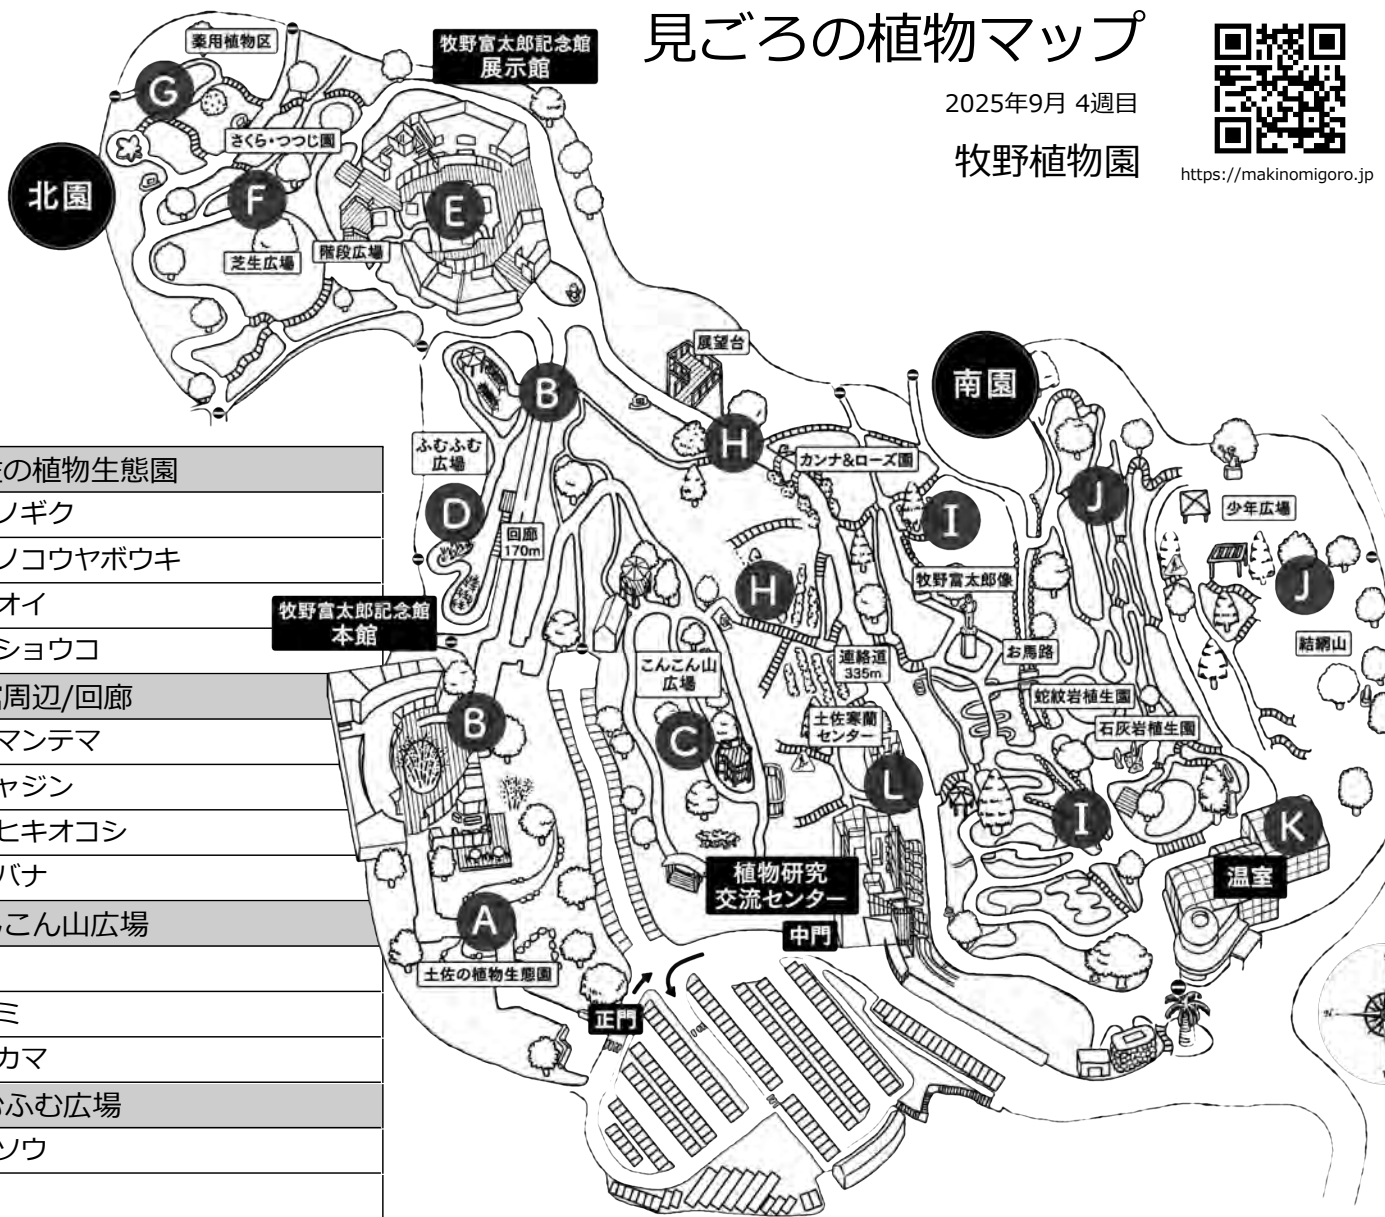 見ごろの植物マップ
2025年9月 4週目
牧野植物園
https://makinomigoro.jp
薬用植物区
牧野富太郎記念館
展示館
G
さくら・つつじ園
北園
F
E
芝生広場
階段広場
展望台
南園
B
ふむふむ
広場
H
カンナ&ローズ園
J
D
回廊
170m
I
少年広場
牧野富太郎像
H
J
牧野富太郎記念館
本館
こんこん山
広場
連絡道
335m
お馬路
結網山
蛇紋岩植生園
B
C
土佐寒蘭
センター
石灰岩植生園
L
I
K
植物研究
交流センター
温室
中門
A
土佐の植物生態園
正門
の植物生態園
ノギク
ノコウヤボウキ
オイ
ショウコ
周辺/回廊
マンテマ
ャジン
ヒキオコシ
バナ
こん山広場
ミ
カマ
ふむ広場
ソウ